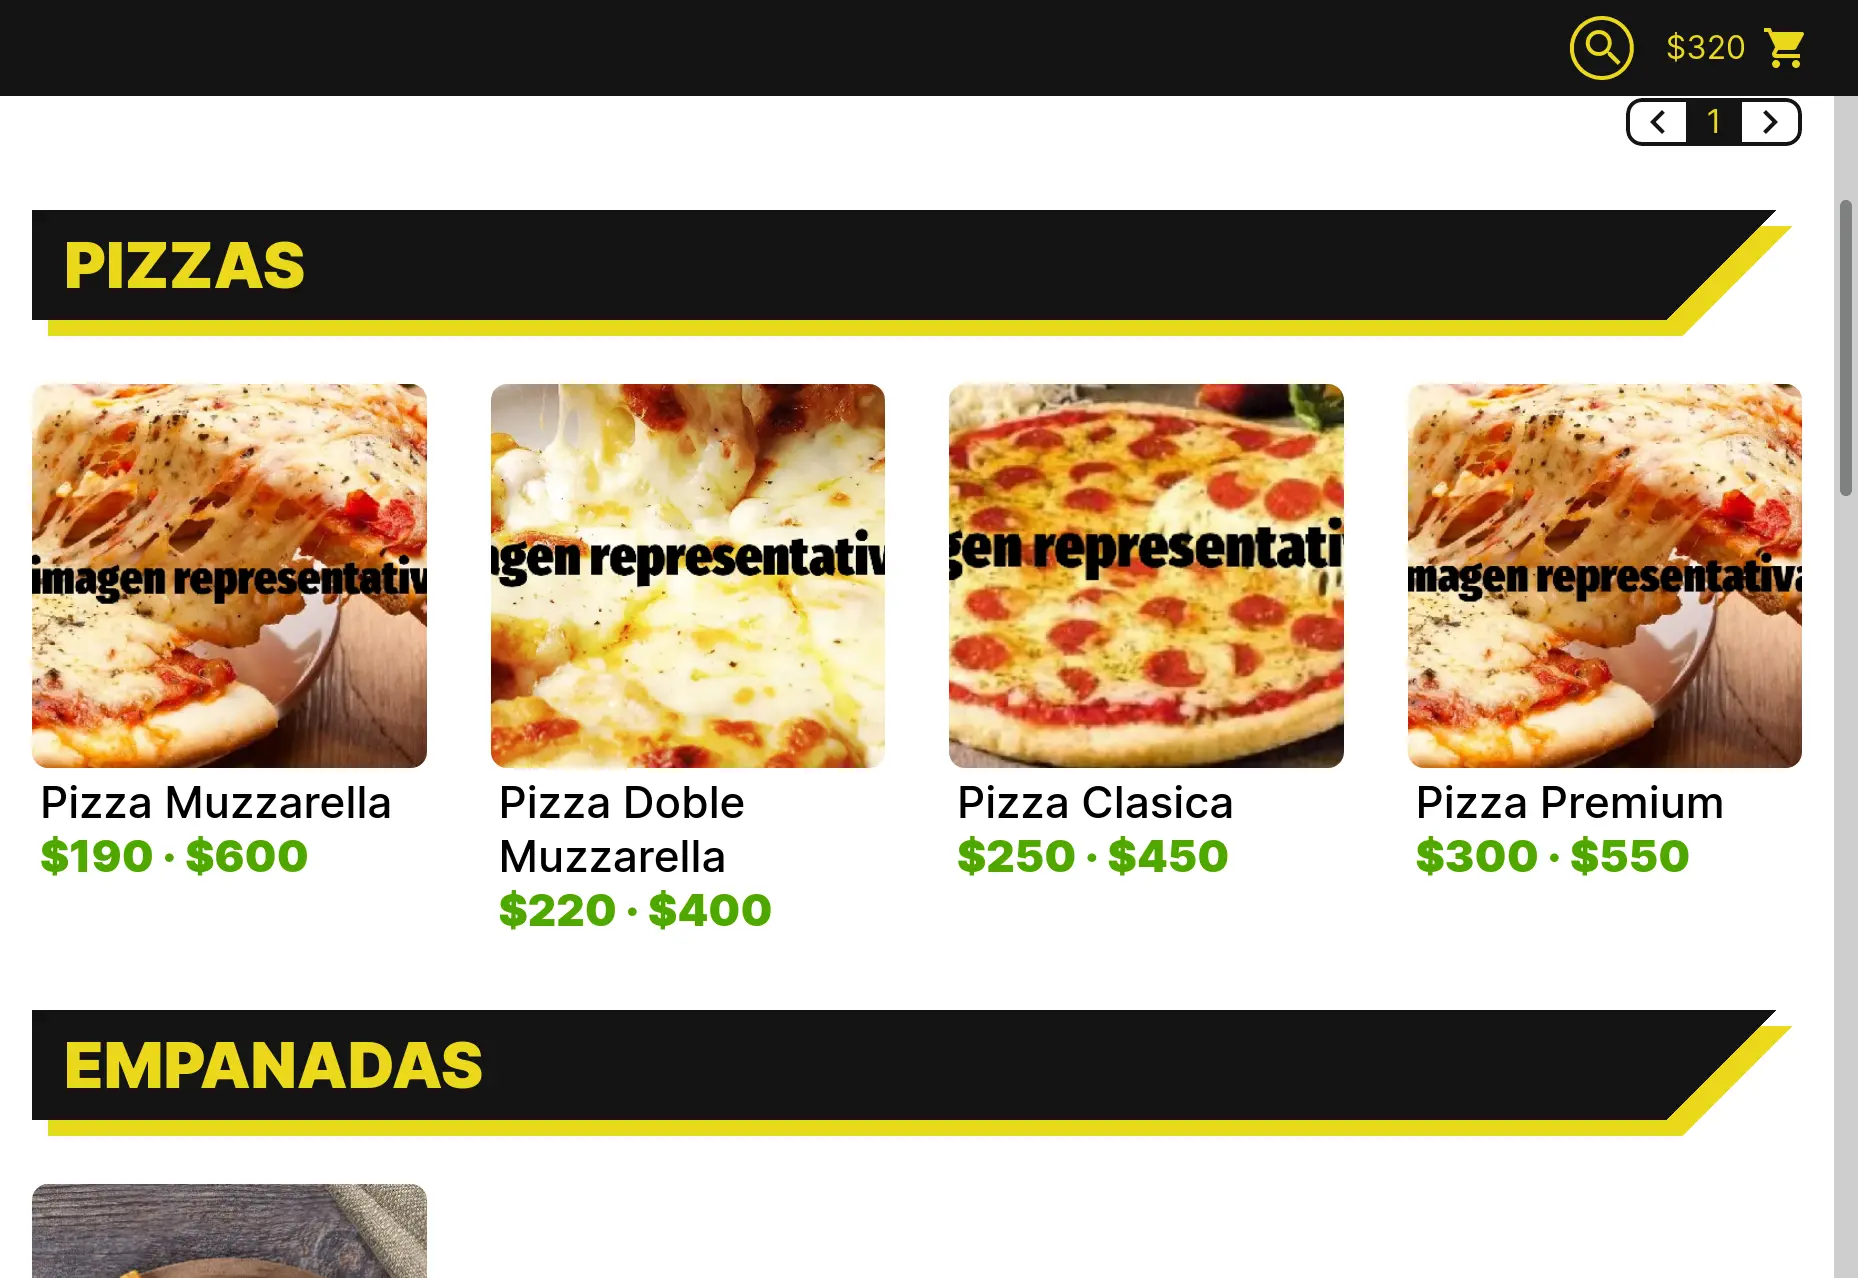 $320
1
PIZZAS
imagen representativ
agen representativ
gen representati
magen representativa
Pizza Muzzarella
$190 · $600
Pizza Doble
Muzzarella
$220 · $400
Pizza Clasica
$250 · $450
Pizza Premium
$300 · $550
EMPANADAS